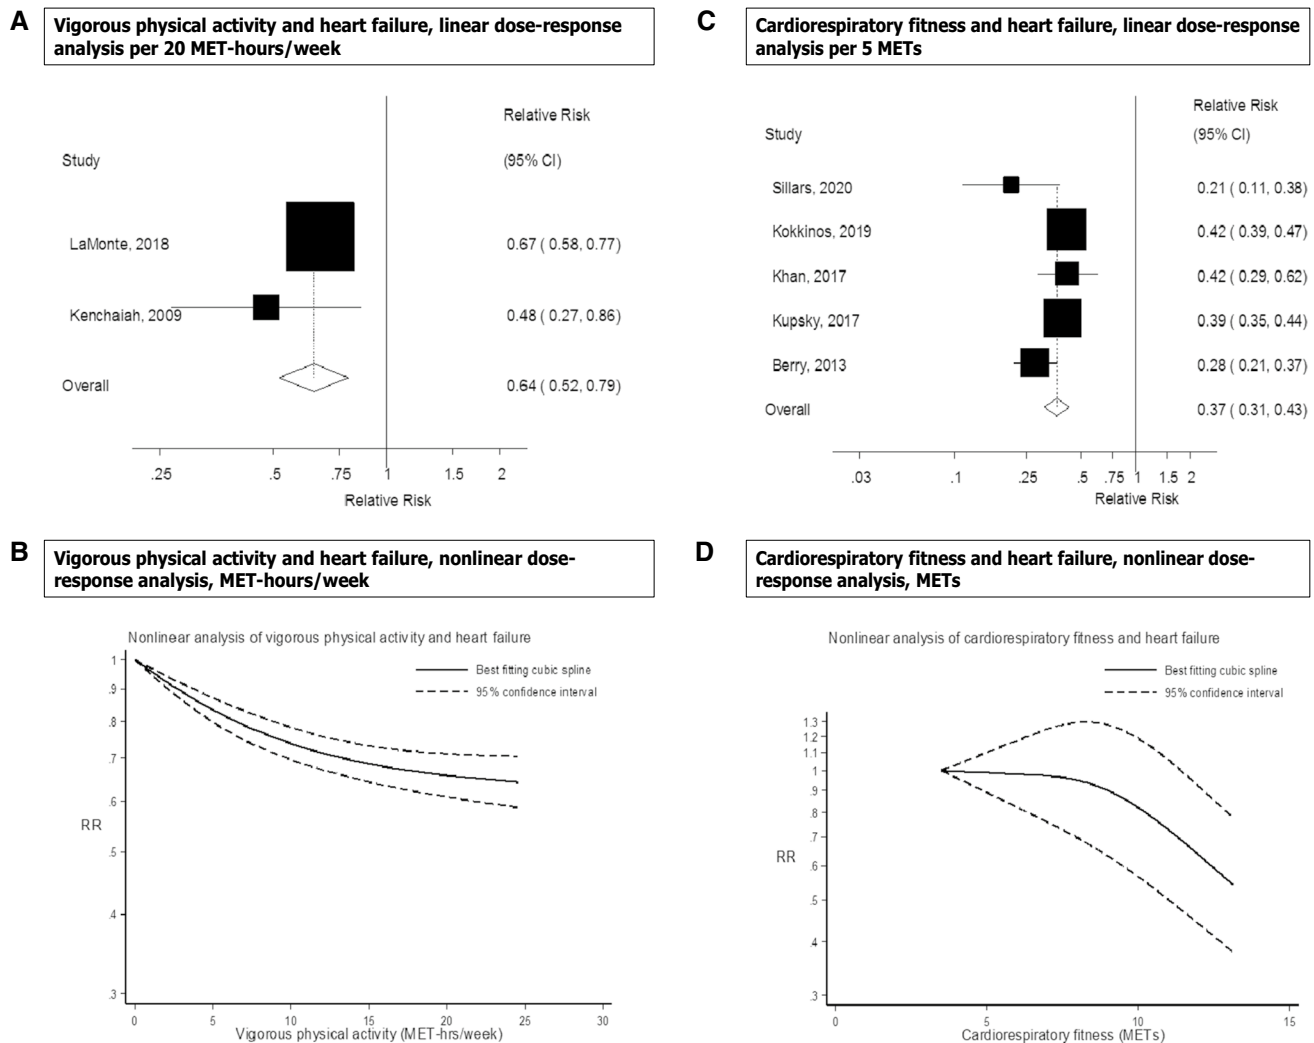 A
Vigorous physical activity and heart failure, linear dose-response
analysis per 20 MET-hours/week
Relative Risk
Study
(95% CI)
LaMonte, 2018
0.67 ( 0.58, 0.77)
Kenchaiah, 2009
0.48 ( 0.27, 0.86)
Overall
0.64 ( 0.52, 0.79)
.25 .5 .75 1 1.5 2
Relative Risk
C
Cardiorespiratory fitness and heart failure, linear dose-response
analysis per 5 METs
Relative Risk
Study
(95% CI)
Sillars, 2020
0.21 ( 0.11, 0.38)
Kokkinos, 2019
0.42 ( 0.39, 0.47)
Khan, 2017
0.42 ( 0.29, 0.62)
Kupsky, 2017
0.39 ( 0.35, 0.44)
Berry, 2013
0.28 ( 0.21, 0.37)
Overall
0.37 ( 0.31, 0.43)
.03 .1 .25 .5 .75 1 1.5 2
Relative Risk
B
Vigorous physical activity and heart failure, nonlinear dose-
response analysis, MET-hours/week
Nonlinear analysis of vigorous physical activity and heart failure
Best fitting cubic spline
95% confidence interval
1
.9
.8
.7
.6
RR
.5
.4
.3
0 5 10 15 20 25 30
Vigorous physical activity (MET-hrs/week)
D
Cardiorespiratory fitness and heart failure, nonlinear dose-
response analysis, METs
Nonlinear analysis of cardiorespiratory fitness and heart failure
Best fitting cubic spline
95% confidence interval
1.3
1.2
1.1
1
.9
.8
.7
RR
.6
.5
.4
.3
0 5 10 15
Cardiorespiratory fitness (METs)